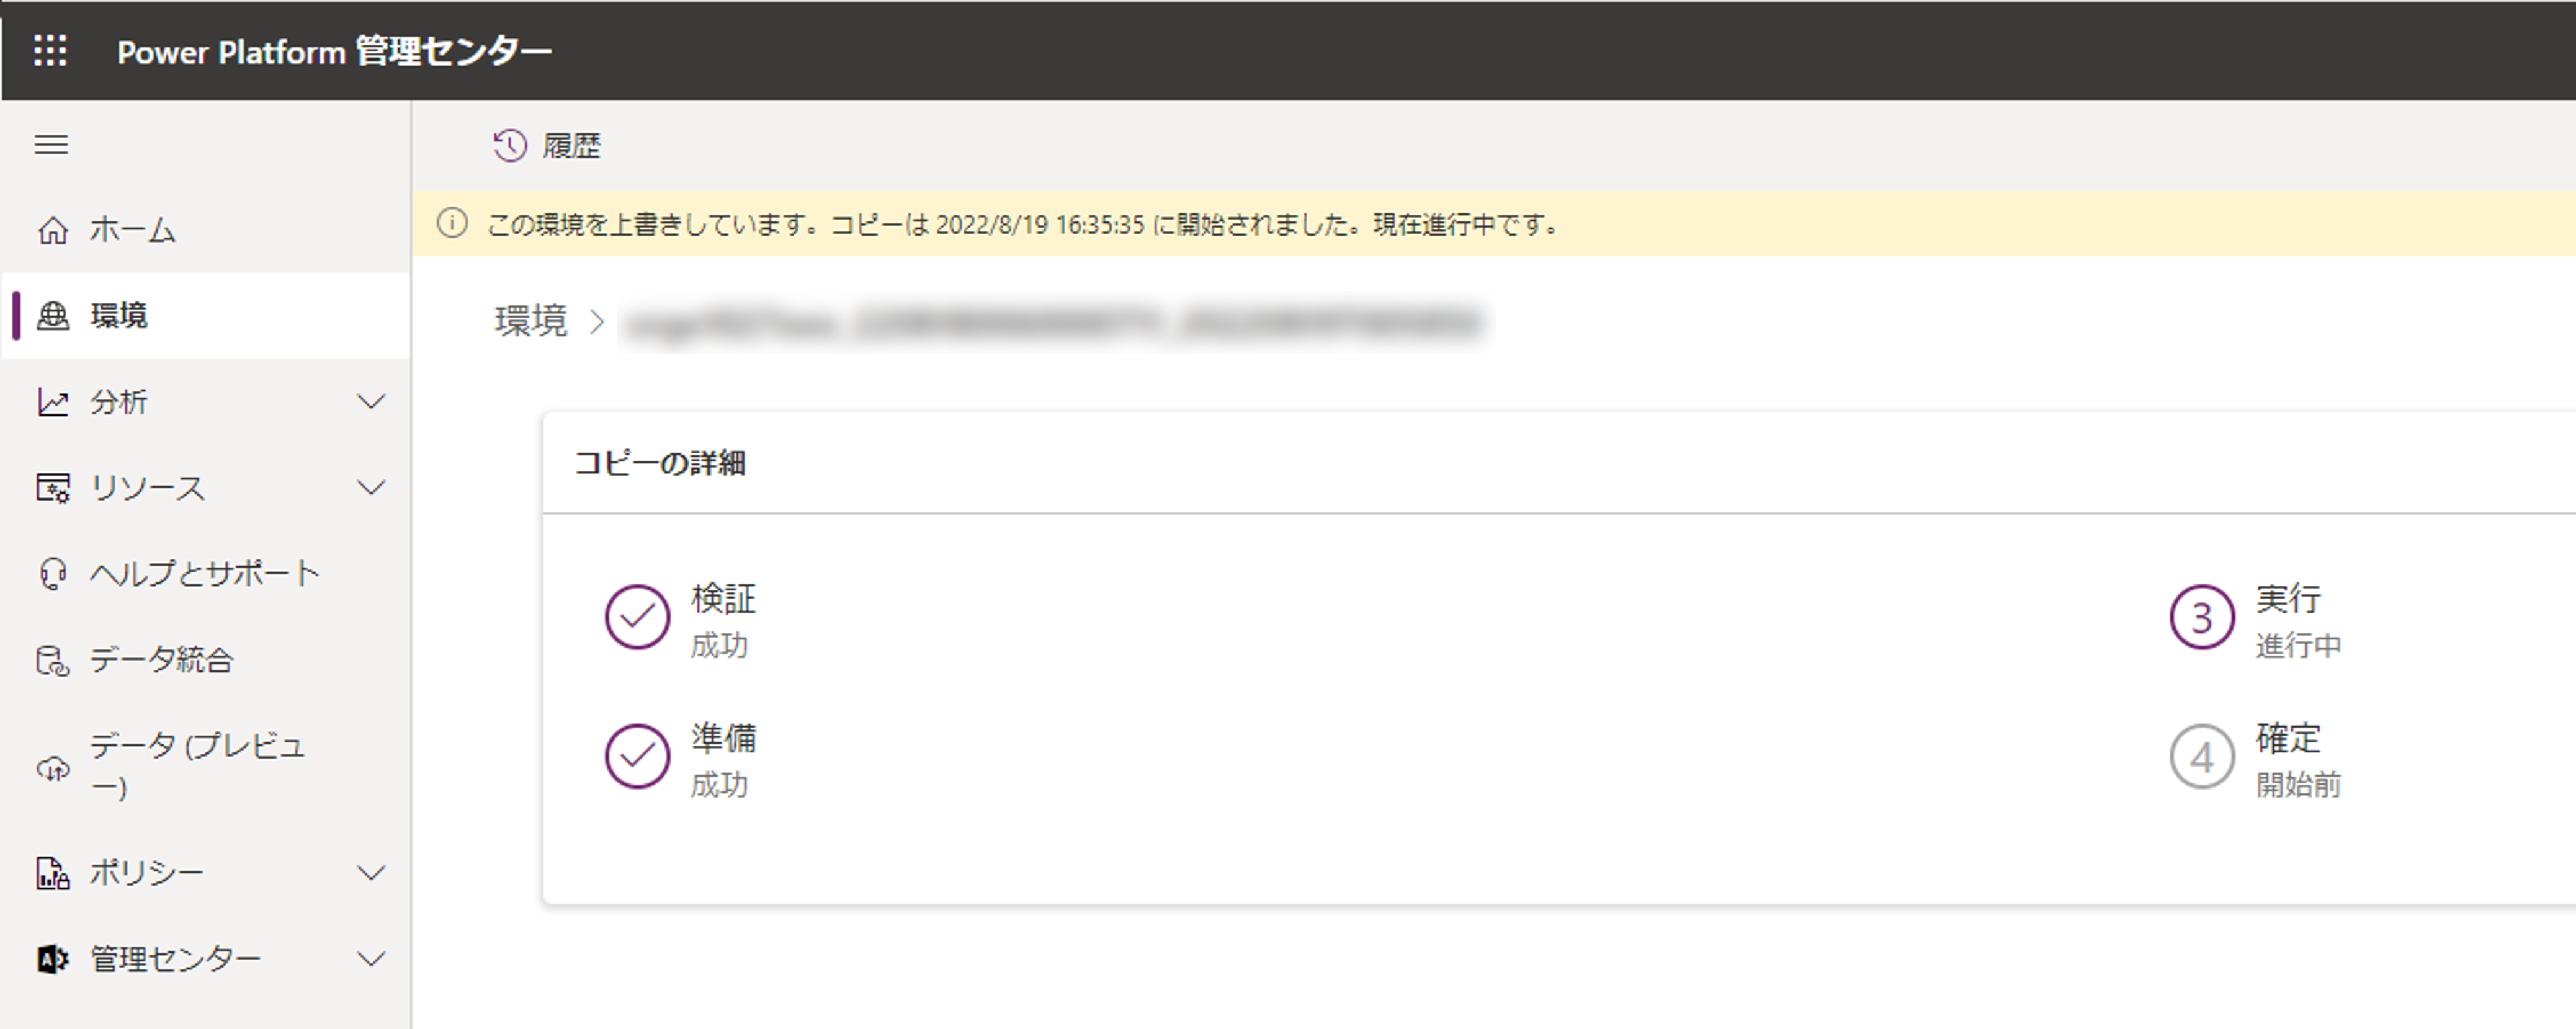 Power Platform 管理センター
履歴
この環境を上書きしています。コピーは 2022/8/19 16:35:35 に開始されました。現在進行中です。
ホーム
環境
分析
リソース
ヘルプとサポート
データ統合
データ (プレビュ
ー)
ポリシー
管理センター
環境 >
コピーの詳細
検証
成功
準備
成功
3 実行
進行中
4 確定
開始前